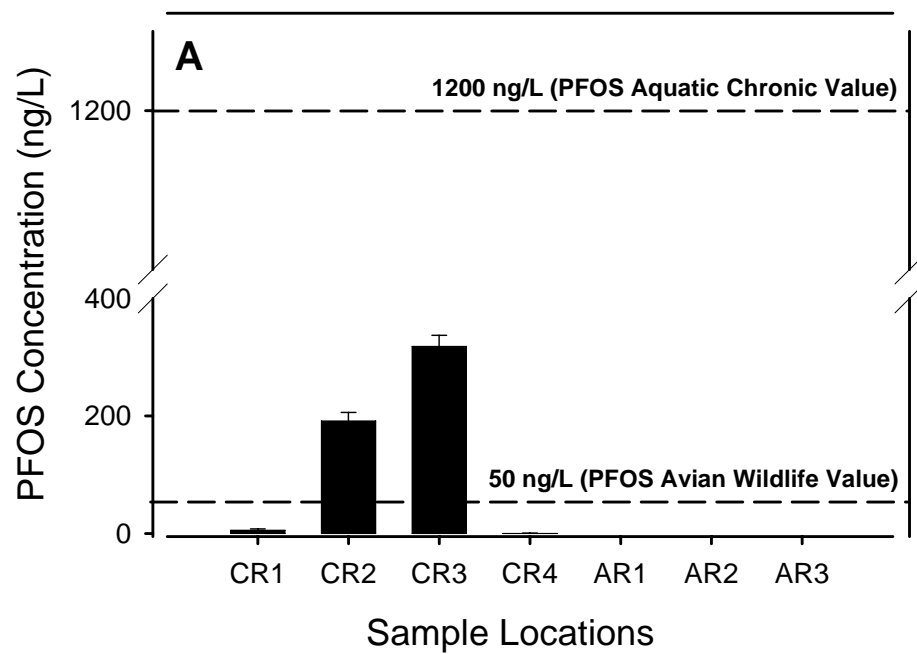 A
1200 ng/L (PFOS Aquatic Chronic Value)
1200
400
200
50 ng/L (PFOS Avian Wildlife Value)
0
PFOS Concentration (ng/L)
CR1 CR2 CR3 CR4 AR1 AR2 AR3
Sample Locations